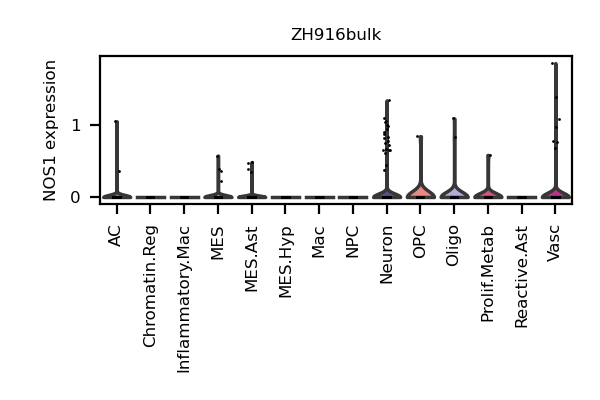 ZH916bulk
NOS1 expression
1
0
AC
Chromatin.Reg
Inflammatory.Mac
MES
MES.Ast
MES.Hyp
Mac
NPC
Neuron
OPC
Oligo
Prolif.Metab
Reactive.Ast
Vasc